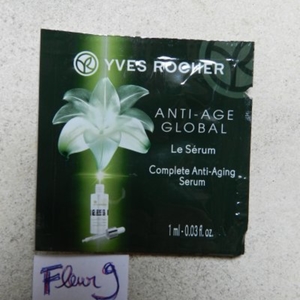 YVES ROCHER
ANTI-AGE
GLOBAL
Le Sérum
Complete Anti-Aging
Serum
1 ml - 0.03 fl. oz.
Fleur 9